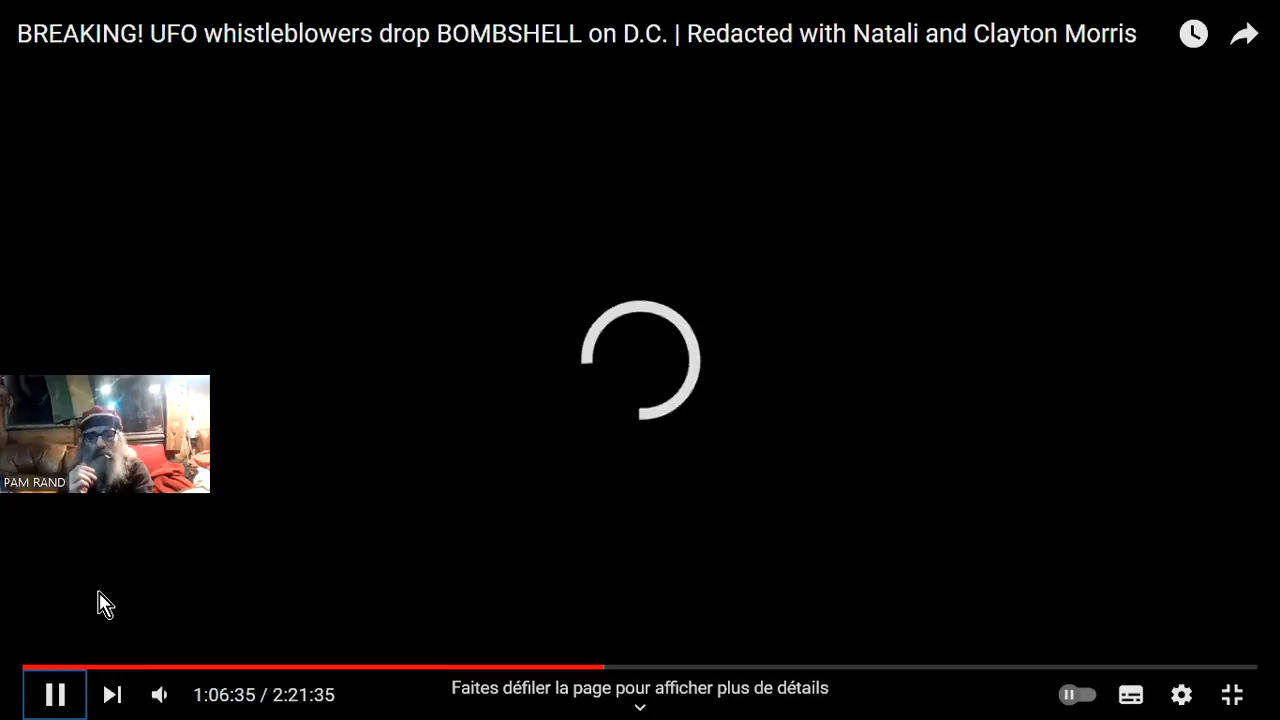 BREAKING! UFO whistleblowers drop BOMBSHELL on D.C. | Redacted with Natali and Clayton Morris
PAM RAND
1:06:35 / 2:21:35
Faites défiler la page pour afficher plus de détails